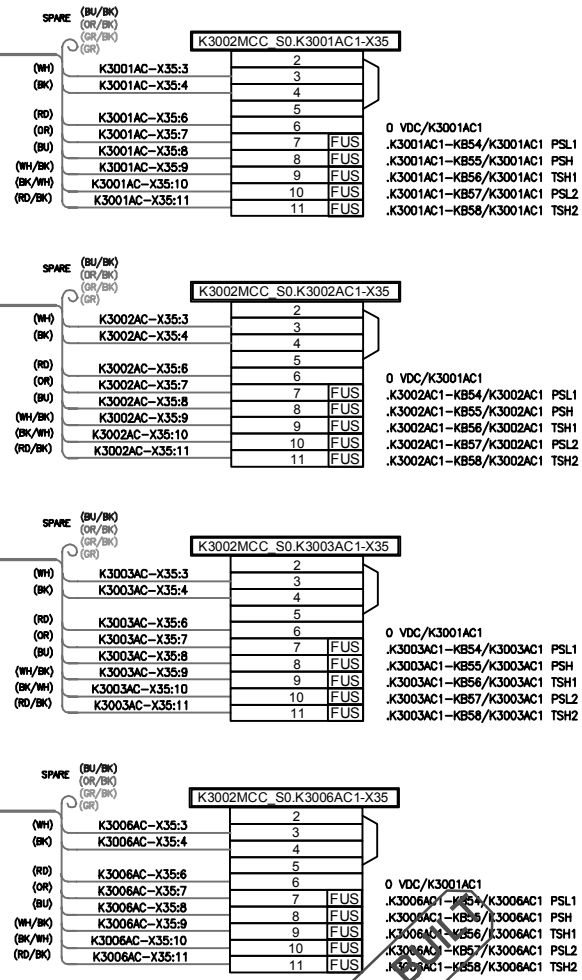 SPARE (BU/BK)
(OR/BK)
(GR/BK)
(GR)
K3002MCC_S0.K3001AC1-X35
2
(WH) K3001AC-X35:3 3
(BK) K3001AC-X35:4 4
5
(RD) K3001AC-X35:6 6 0 VDC/K3001AC1
(OR) K3001AC-X35:7 7 FUS .K3001AC1-KB54/K3001AC1 PSL1
(BU) K3001AC-X35:8 8 FUS .K3001AC1-KB55/K3001AC1 PSH
(WH/BK) K3001AC-X35:9 9 FUS .K3001AC1-KB56/K3001AC1 TSH1
(BK/WH) K3001AC-X35:10 10 FUS .K3001AC1-KB57/K3001AC1 PSL2
(RD/BK) K3001AC-X35:11 11 FUS .K3001AC1-KB58/K3001AC1 TSH2
SPARE (BU/BK)
(OR/BK)
(GR/BK)
(GR)
K3002MCC_S0.K3002AC1-X35
2
(WH) K3002AC-X35:3 3
(BK) K3002AC-X35:4 4
5
(RD) K3002AC-X35:6 6 0 VDC/K3001AC1
(OR) K3002AC-X35:7 7 FUS .K3002AC1-KB54/K3002AC1 PSL1
(BU) K3002AC-X35:8 8 FUS .K3002AC1-KB55/K3002AC1 PSH
(WH/BK) K3002AC-X35:9 9 FUS .K3002AC1-KB56/K3002AC1 TSH1
(BK/WH) K3002AC-X35:10 10 FUS .K3002AC1-KB57/K3002AC1 PSL2
(RD/BK) K3002AC-X35:11 11 FUS .K3002AC1-KB58/K3002AC1 TSH2
SPARE (BU/BK)
(OR/BK)
(GR/BK)
(GR)
K3002MCC_S0.K3003AC1-X35
2
(WH) K3003AC-X35:3 3
(BK) K3003AC-X35:4 4
5
(RD) K3003AC-X35:6 6 0 VDC/K3001AC1
(OR) K3003AC-X35:7 7 FUS .K3003AC1-KB54/K3003AC1 PSL1
(BU) K3003AC-X35:8 8 FUS .K3003AC1-KB55/K3003AC1 PSH
(WH/BK) K3003AC-X35:9 9 FUS .K3003AC1-KB56/K3003AC1 TSH1
(BK/WH) K3003AC-X35:10 10 FUS .K3003AC1-KB57/K3003AC1 PSL2
(RD/BK) K3003AC-X35:11 11 FUS .K3003AC1-KB58/K3003AC1 TSH2
SPARE (BU/BK)
(OR/BK)
(GR/BK)
(GR)
K3002MCC_S0.K3006AC1-X35
2
(WH) K3006AC-X35:3 3
(BK) K3006AC-X35:4 4
5
(RD) K3006AC-X35:6 6 0 VDC/K3001AC1
(OR) K3006AC-X35:7 7 FUS .K3006AC1-KB54/K3006AC1 PSL1
(BU) K3006AC-X35:8 8 FUS .K3006AC1-KB55/K3006AC1 PSH
(WH/BK) K3006AC-X35:9 9 FUS .K3006AC1-KB56/K3006AC1 TSH1
(BK/WH) K3006AC-X35:10 10 FUS .K3006AC1-KB57/K3006AC1 PSL2
(RD/BK) K3006AC-X35:11 11 FUS .K3006AC1-KB58/K3006AC1 TSH2
BUILT